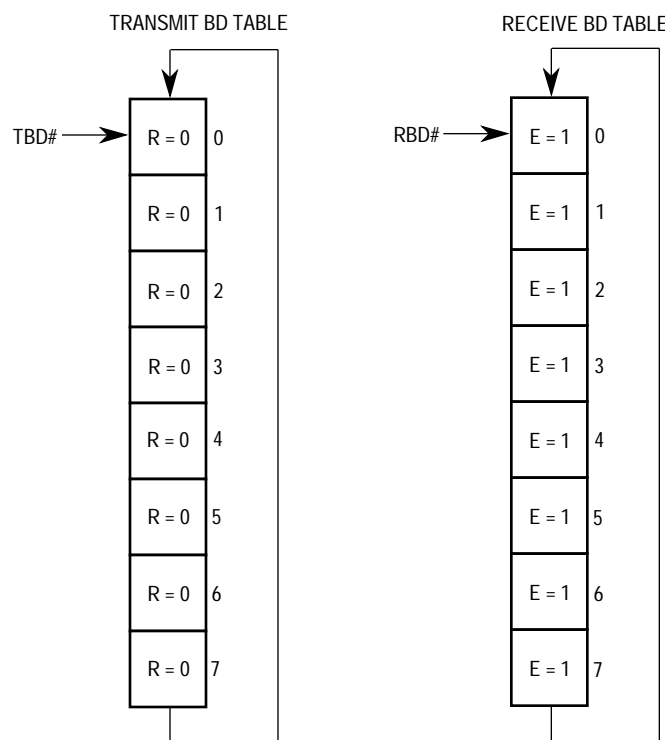 TRANSMIT BD TABLE
TBD#
R = 0 0
R = 0 1
R = 0 2
R = 0 3
R = 0 4
R = 0 5
R = 0 6
R = 0 7
RECEIVE BD TABLE
RBD#
E = 1 0
E = 1 1
E = 1 2
E = 1 3
E = 1 4
E = 1 5
E = 1 6
E = 1 7